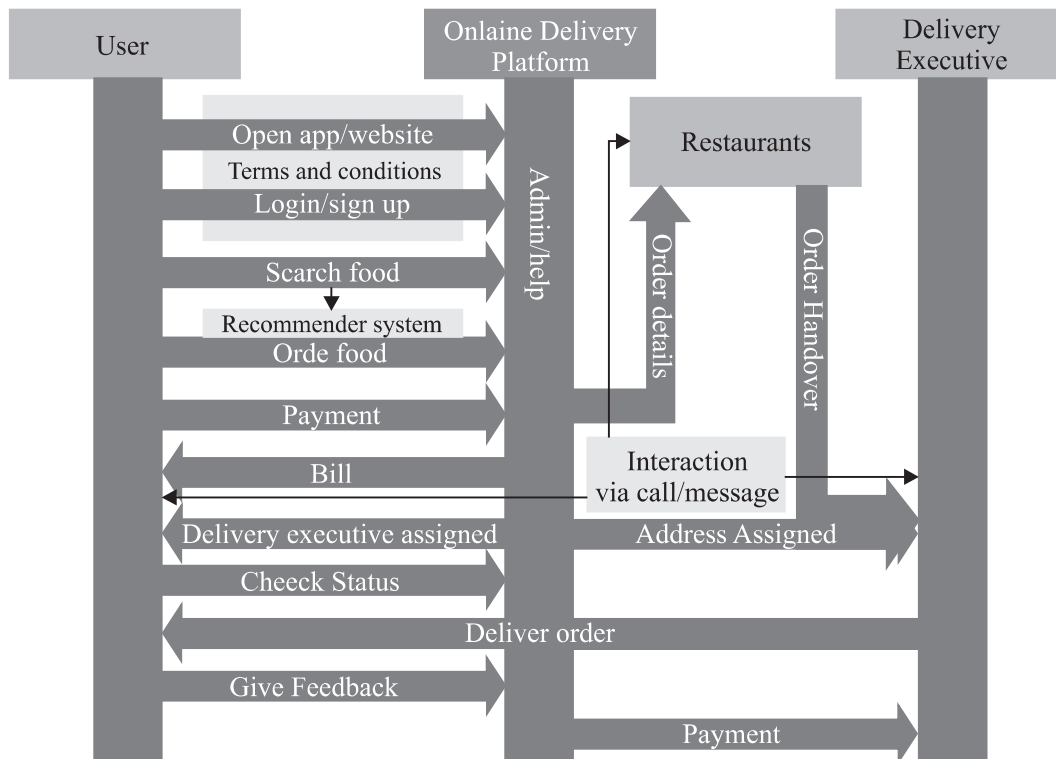 User
Onlaine Delivery
Platform
Delivery
Executive
Open app/website
Terms and conditions
Login/sign up
Scarch food
Recommender system
Orde food
Payment
Bill
Delivery executive assigned
Cheeck Status
Deliver order
Give Feedback
Admin/help
Restaurants
Order details
Order Handover
Interaction
via call/message
Address Assigned
Payment